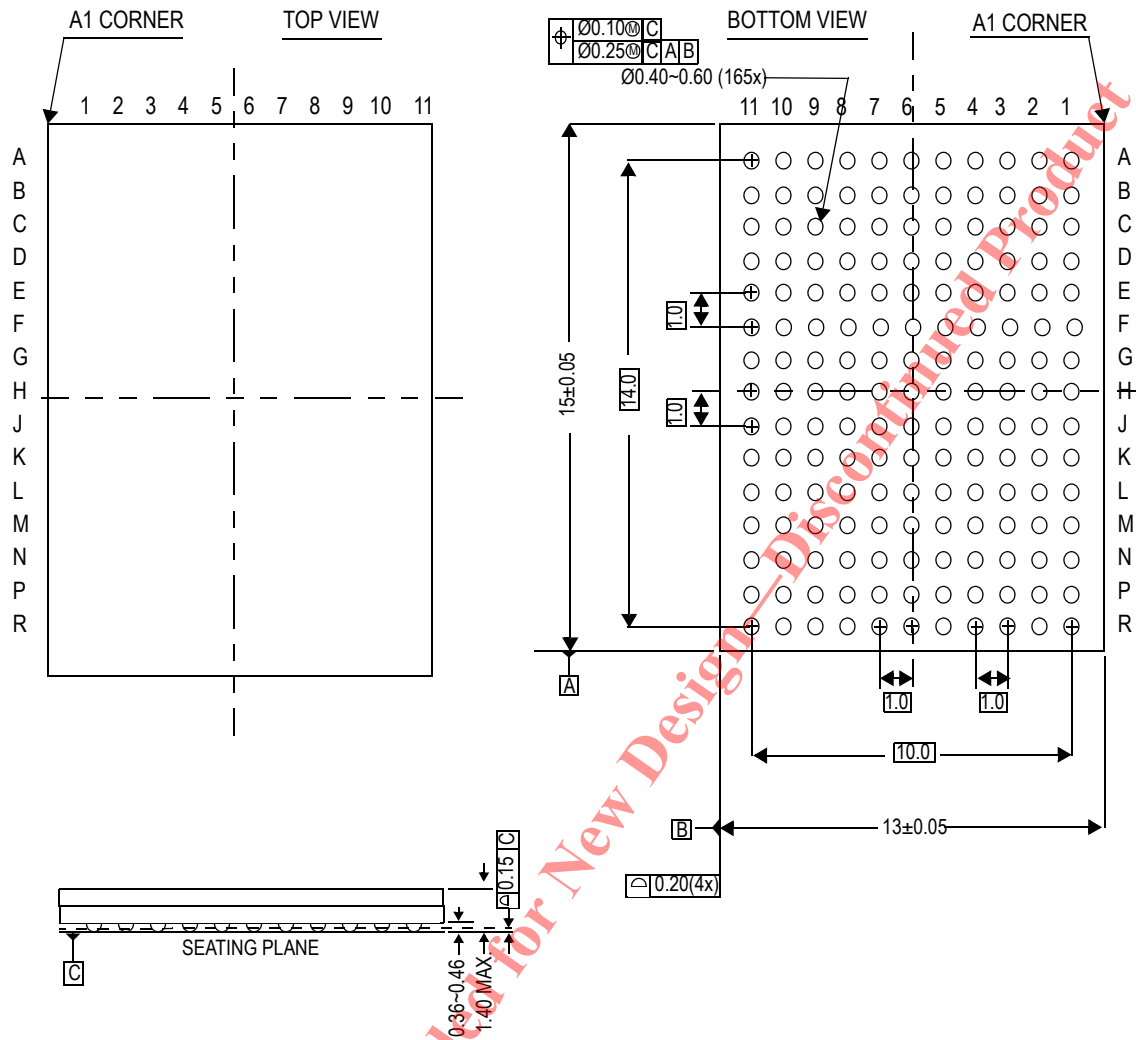 A1 CORNER
TOP VIEW
1 2 3 4 5 6 7 8 9 10 11
A
B
C
D
E
F
G
H
J
K
L
M
N
P
R
Ø0.10Ⓜ C
Ø0.25Ⓜ C A B
Ø0.40~0.60 (165x)
BOTTOM VIEW
A1 CORNER
11 10 9 8 7 6 5 4 3 2 1
A
B
C
D
E
F
G
H
J
K
L
M
N
P
R
1.0
1.0
14.0
15±0.05
A
1.0
1.0
10.0
B
13±0.05
0.20(4x)
0.15 C
SEATING PLANE
C
0.36~0.46
1.40 MAX.
ed for New Design—Discontinued Product